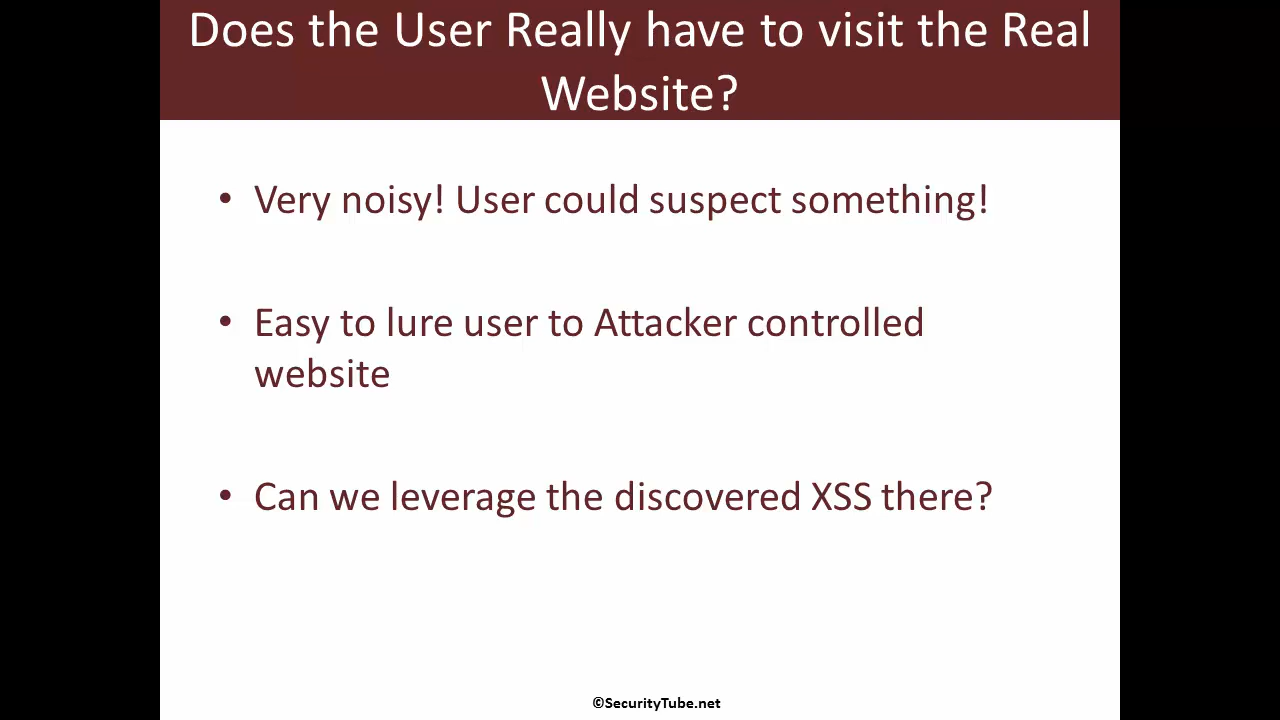 Does the User Really have to visit the Real
Website?
• Very noisy! User could suspect something!
• Easy to lure user to Attacker controlled
website
• Can we leverage the discovered XSS there?
©SecurityTube.net